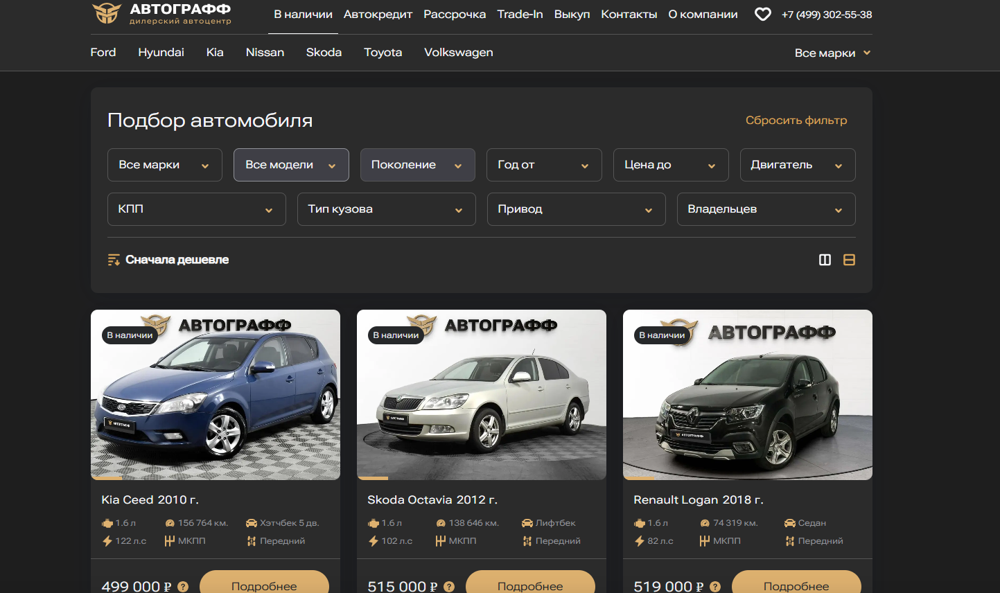 АВТОГРАФФ
дилерский автоцентр
В наличии Автокредит Рассрочка Trade-In Выкуп Контакты О компании +7 (499) 302-55-38
Ford Hyundai Kia Nissan Skoda Toyota Volkswagen Все марки
Подбор автомобиля
Сбросить фильтр
Все марки Все модели Поколение Год от Цена до Двигатель
КПП Тип кузова Привод Владельцев
Сначала дешевле
АВТОГРАФФ
В наличии
АВТОГРАФФ
АВТОГРАФФ
В наличии
АВТОГРАФФ
АВТОГРАФФ
В наличии
АВТОГРАФФ
Kia Ceed 2010 г. Skoda Octavia 2012 г. Renault Logan 2018 г.
1.6 л 156 764 км. Хэтчбек 5 дв. 1.6 л 138 646 км. Лифтбек 1.6 л 74 319 км. Седан
122 л.с МКПП Передний 102 л.с МКПП Передний 82 л.с МКПП Передний
499 000 ₽ ? Подробнее 515 000 ₽ ? Подробнее 519 000 ₽ ? Подробнее